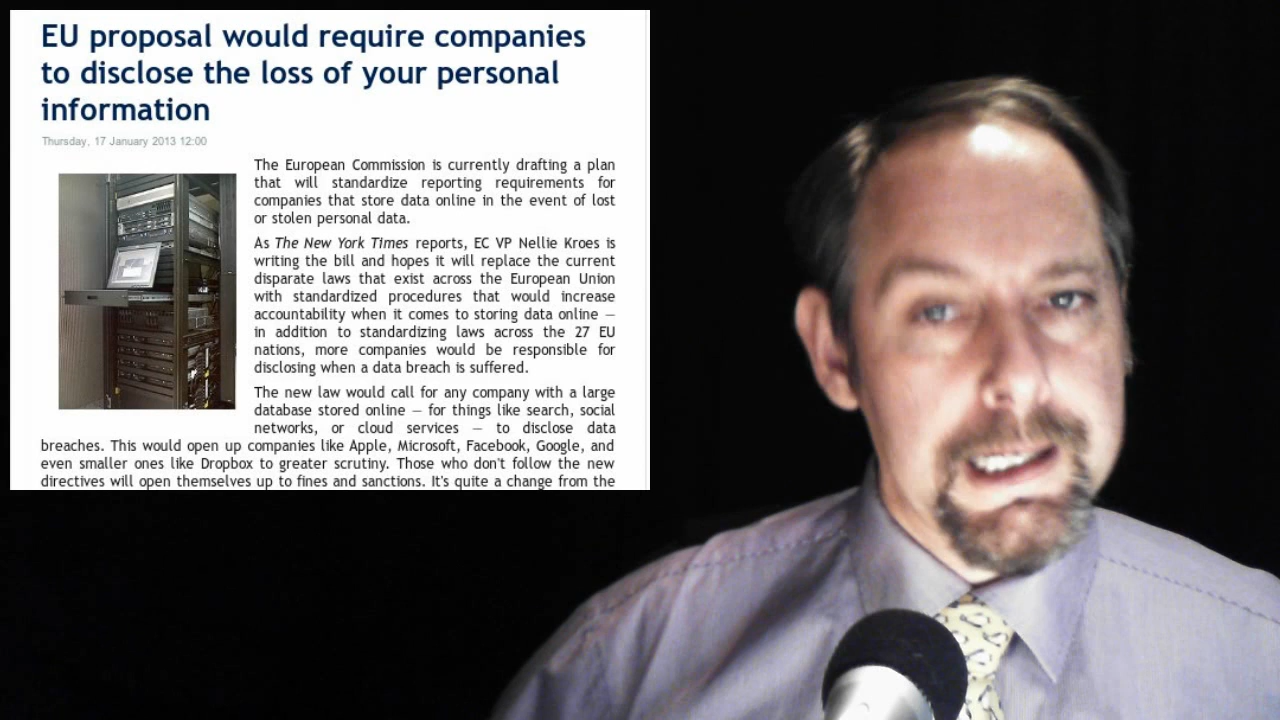 EU proposal would require companies
to disclose the loss of your personal
information
Thursday, 17 January 2013 12:00
The European Commission is currently drafting a plan
that will standardize reporting requirements for
companies that store data online in the event of lost
or stolen personal data.
As The New York Times reports, EC VP Nellie Kroes is
writing the bill and hopes it will replace the current
disparate laws that exist across the European Union
with standardized procedures that would increase
accountability when it comes to storing data online —
in addition to standardizing laws across the 27 EU
nations, more companies would be responsible for
disclosing when a data breach is suffered.
The new law would call for any company with a large
database stored online — for things like search, social
networks, or cloud services — to disclose data
breaches. This would open up companies like Apple, Microsoft, Facebook, Google, and
even smaller ones like Dropbox to greater scrutiny. Those who don't follow the new
directives will open themselves up to fines and sanctions. It's quite a change from the